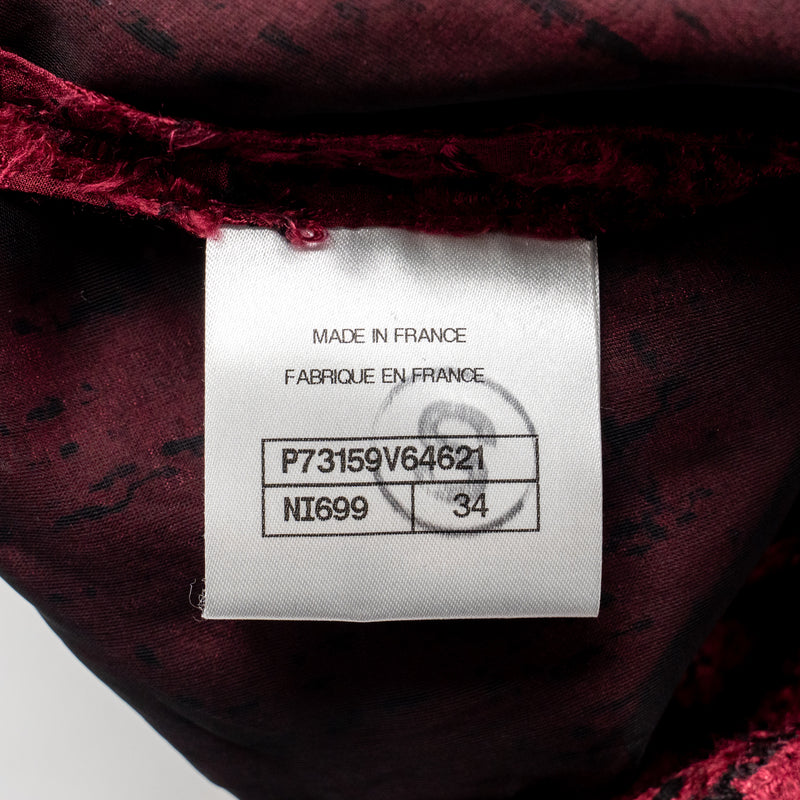 MADE IN FRANCE
FABRIQUE EN FRANCE
P73159V64621
NI699 34
S